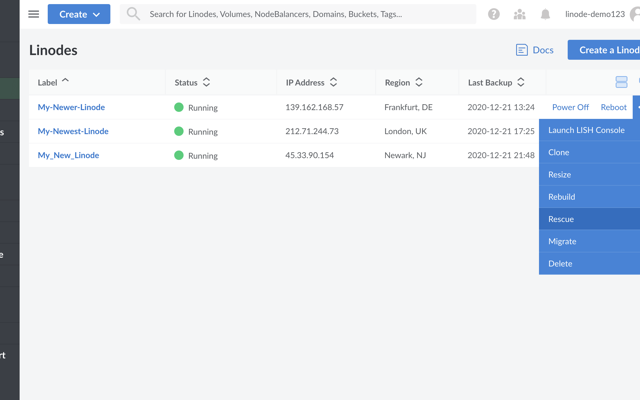 Create
Search for Linodes, Volumes, NodeBalancers, Domains, Buckets, Tags...
linode-demo123
Linodes
Docs
Create a Linod
Label
Status
IP Address
Region
Last Backup
My-Newer-Linode
Running
139.162.168.57
Frankfurt, DE
2020-12-21 13:24
Power Off
Reboot
My-Newest-Linode
Running
212.71.244.73
London, UK
2020-12-21 17:25
My_New_Linode
Running
45.33.90.154
Newark, NJ
2020-12-21 21:48
Launch LISH Console
Clone
Resize
Rebuild
Rescue
Migrate
Delete
s
e
rt